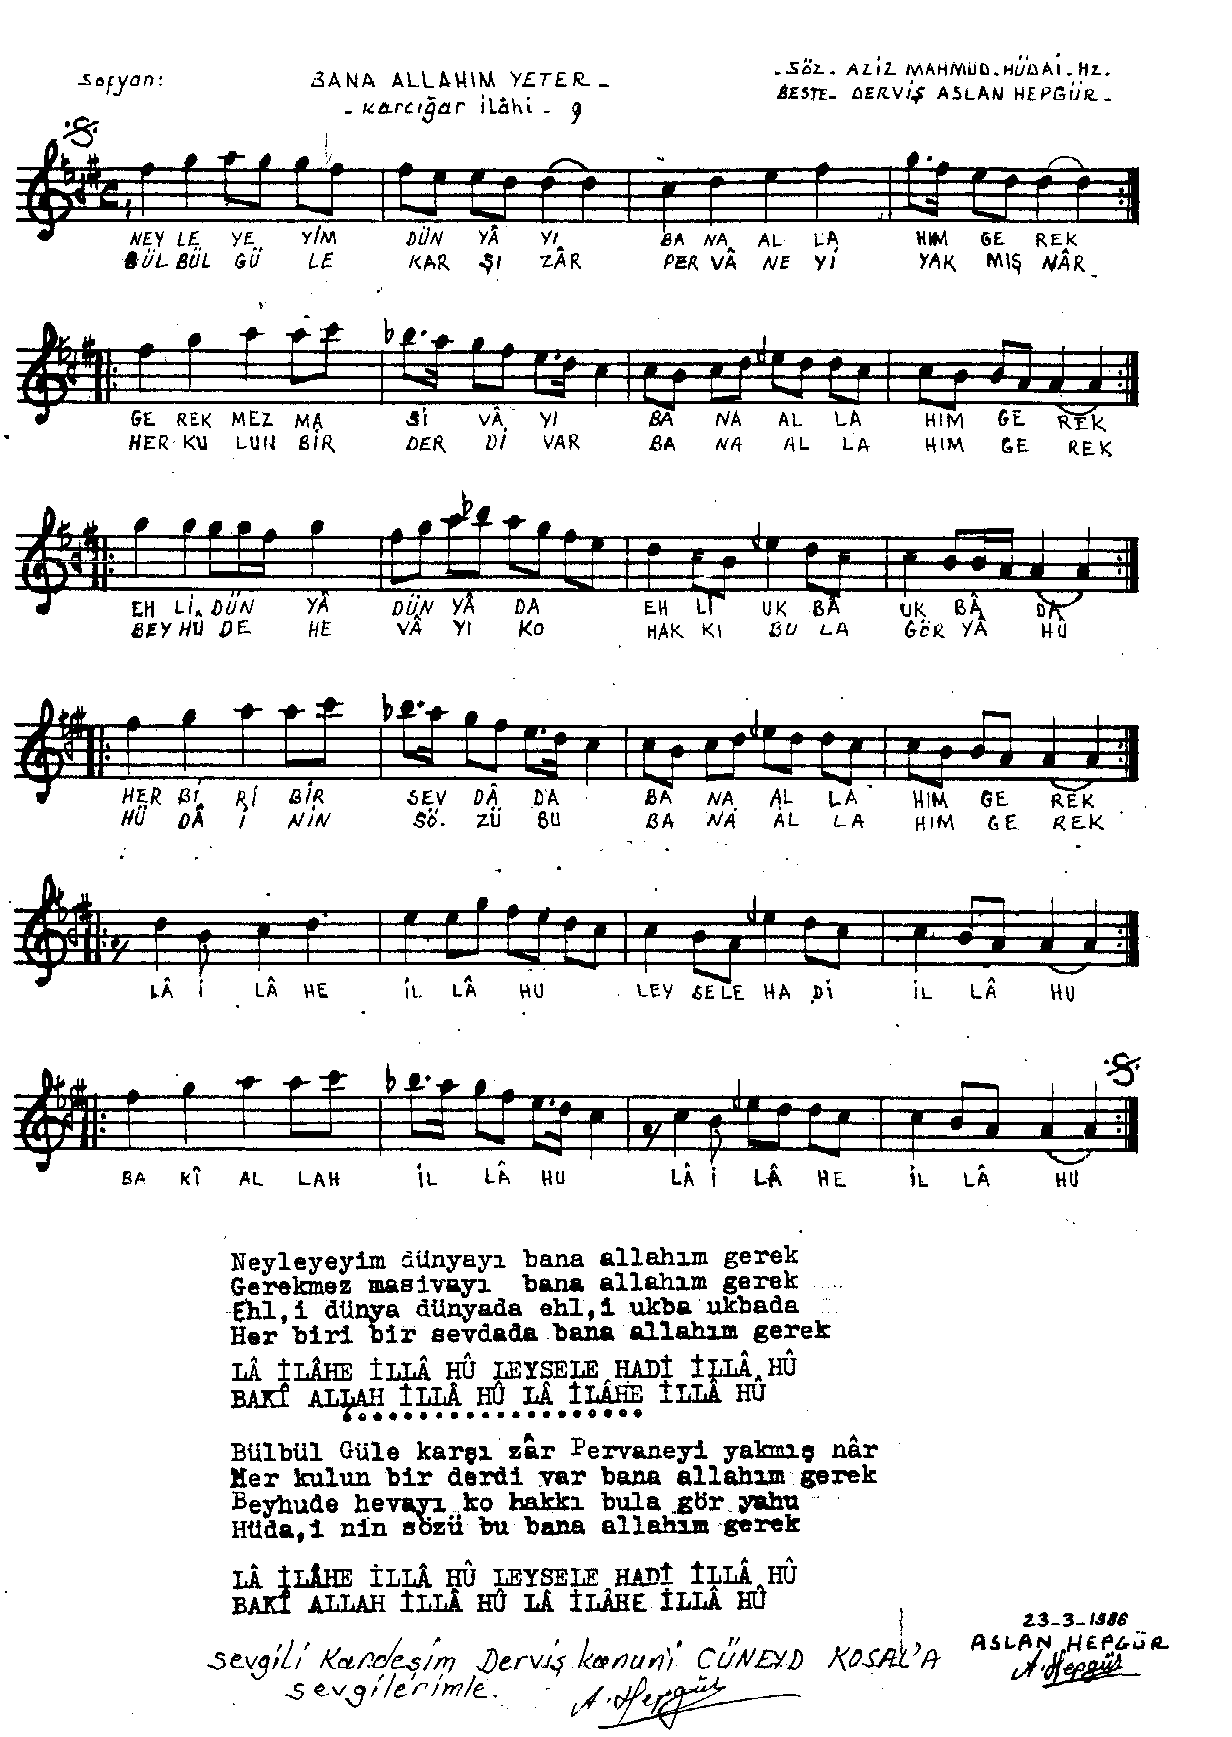 Sofyan:
BANA ALLAHIM YETER -
- Karcığar ilâhi - 9
- SÖZ. AZİZ MAHMUD. HÜDAİ. HZ.
BESTE- DERVİŞ ASLAN HEPGÜR -
NEY LE YE YİM DÜN YÂ YI BA NA AL LA HIM GE REK
BÜL BÜL GÜ LE KAR ŞI ZÂR PER VÂ NE Yİ YAK MIŞ NÂR
GE REK MEZ MA Sİ VÂ YI BA NA AL LA HIM GE REK
HER KU LUN BİR DER Dİ VAR BA NA AL LA HIM GE REK
EH Lİ DÜN YÂ DÜN YÂ DA EH Lİ UK BÂ UK BÂ DA
BEY HU DE HE VÂ YI KO HAK KI BU LA GÖR YÂ HÛ
HER Bİ Rİ BİR SEV DÂ DA BA NA AL LA HIM GE REK
HÜ DÂ İ NİN SÖ ZÜ BU BA NA AL LA HIM GE REK
LÂ İ LÂ HE İL LÂ HU LEY SE LE HA Dİ İL LÂ HU
BA KÎ AL LAH İL LÂ HU LÂ İ LÂ HE İL LÂ HU
Neyleyeyim dünyayı bana allahım gerek
Gerekmez masivayı bana allahım gerek
Ehl,i dünya dünyada ehl,i ukba ukbada
Her biri bir sevdada bana allahım gerek
LÂ İLÂHE İLLÂ HÛ LEYSELE HADİ İLLÂ HÛ
BAKÎ ALLAH İLLÂ HÛ LÂ İLÂHE İLLÂ HÛ
Bülbül Güle karşı zâr Pervaneyi yakmış nâr
Her kulun bir derdi var bana allahım gerek
Beyhude hevayı ko hakkı bula gör yahu
Hüda,i nin sözü bu bana allahım gerek
LÂ İLÂHE İLLÂ HÛ LEYSELE HADİ İLLÂ HÛ
BAKÎ ALLAH İLLÂ HÛ LÂ İLÂHE İLLÂ HÛ
23-3-1986
ASLAN HEPGÜR
A. Hepgür
Sevgili Kardeşim Derviş kanuni CÜNEYD KOSAL'A
sevgilerimle.
A. Hepgür